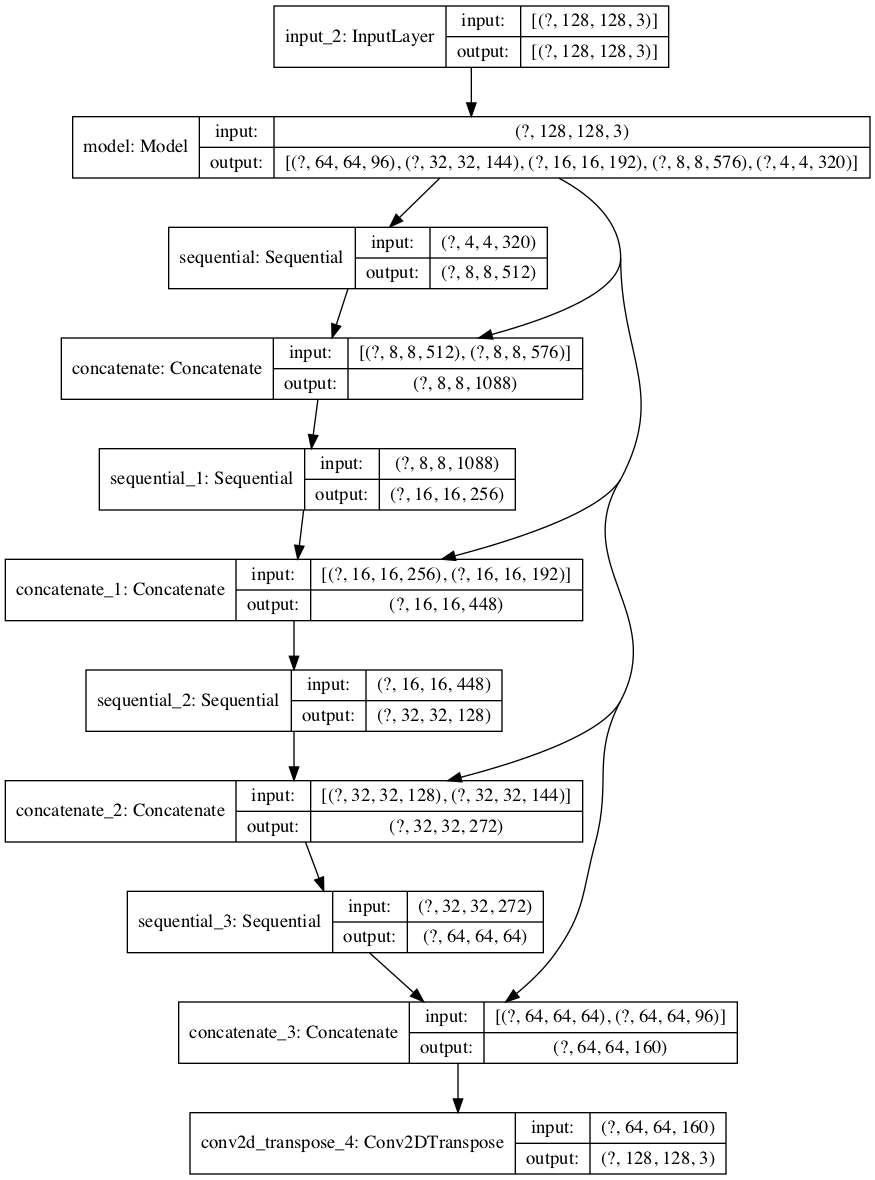 input_2: InputLayer
input:
[(?, 128, 128, 3)]
output:
[(?, 128, 128, 3)]
model: Model
input:
(?, 128, 128, 3)
output:
[(?, 64, 64, 96), (?, 32, 32, 144), (?, 16, 16, 192), (?, 8, 8, 576), (?, 4, 4, 320)]
sequential: Sequential
input:
(?, 4, 4, 320)
output:
(?, 8, 8, 512)
concatenate: Concatenate
input:
[(?, 8, 8, 512), (?, 8, 8, 576)]
output:
(?, 8, 8, 1088)
sequential_1: Sequential
input:
(?, 8, 8, 1088)
output:
(?, 16, 16, 256)
concatenate_1: Concatenate
input:
[(?, 16, 16, 256), (?, 16, 16, 192)]
output:
(?, 16, 16, 448)
sequential_2: Sequential
input:
(?, 16, 16, 448)
output:
(?, 32, 32, 128)
concatenate_2: Concatenate
input:
[(?, 32, 32, 128), (?, 32, 32, 144)]
output:
(?, 32, 32, 272)
sequential_3: Sequential
input:
(?, 32, 32, 272)
output:
(?, 64, 64, 64)
concatenate_3: Concatenate
input:
[(?, 64, 64, 64), (?, 64, 64, 96)]
output:
(?, 64, 64, 160)
conv2d_transpose_4: Conv2DTranspose
input:
(?, 64, 64, 160)
output:
(?, 128, 128, 3)